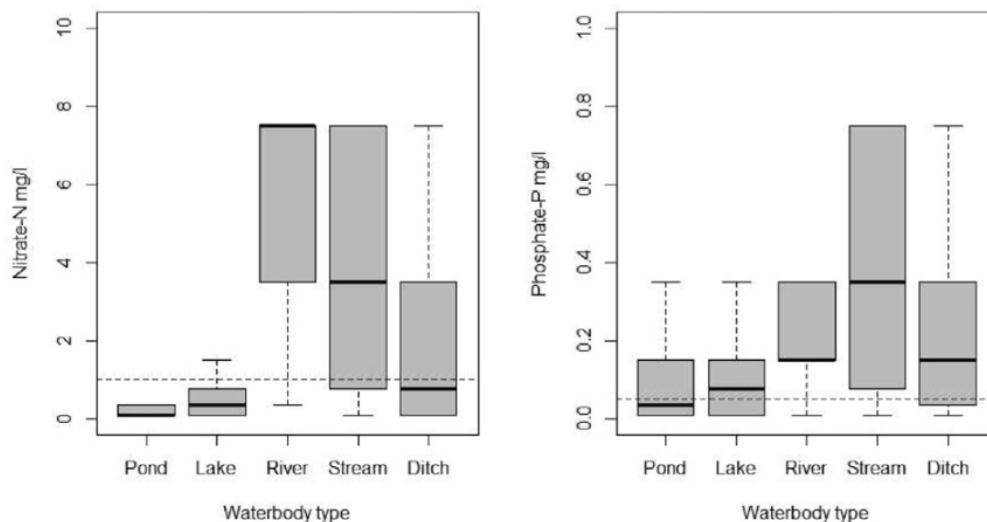 10
8
6
4
2
0
Nitrate-N mg/l
Pond Lake River Stream Ditch
Waterbody type
1.0
0.8
0.6
0.4
0.2
0.0
Phosphate-P mg/l
Pond Lake River Stream Ditch
Waterbody type